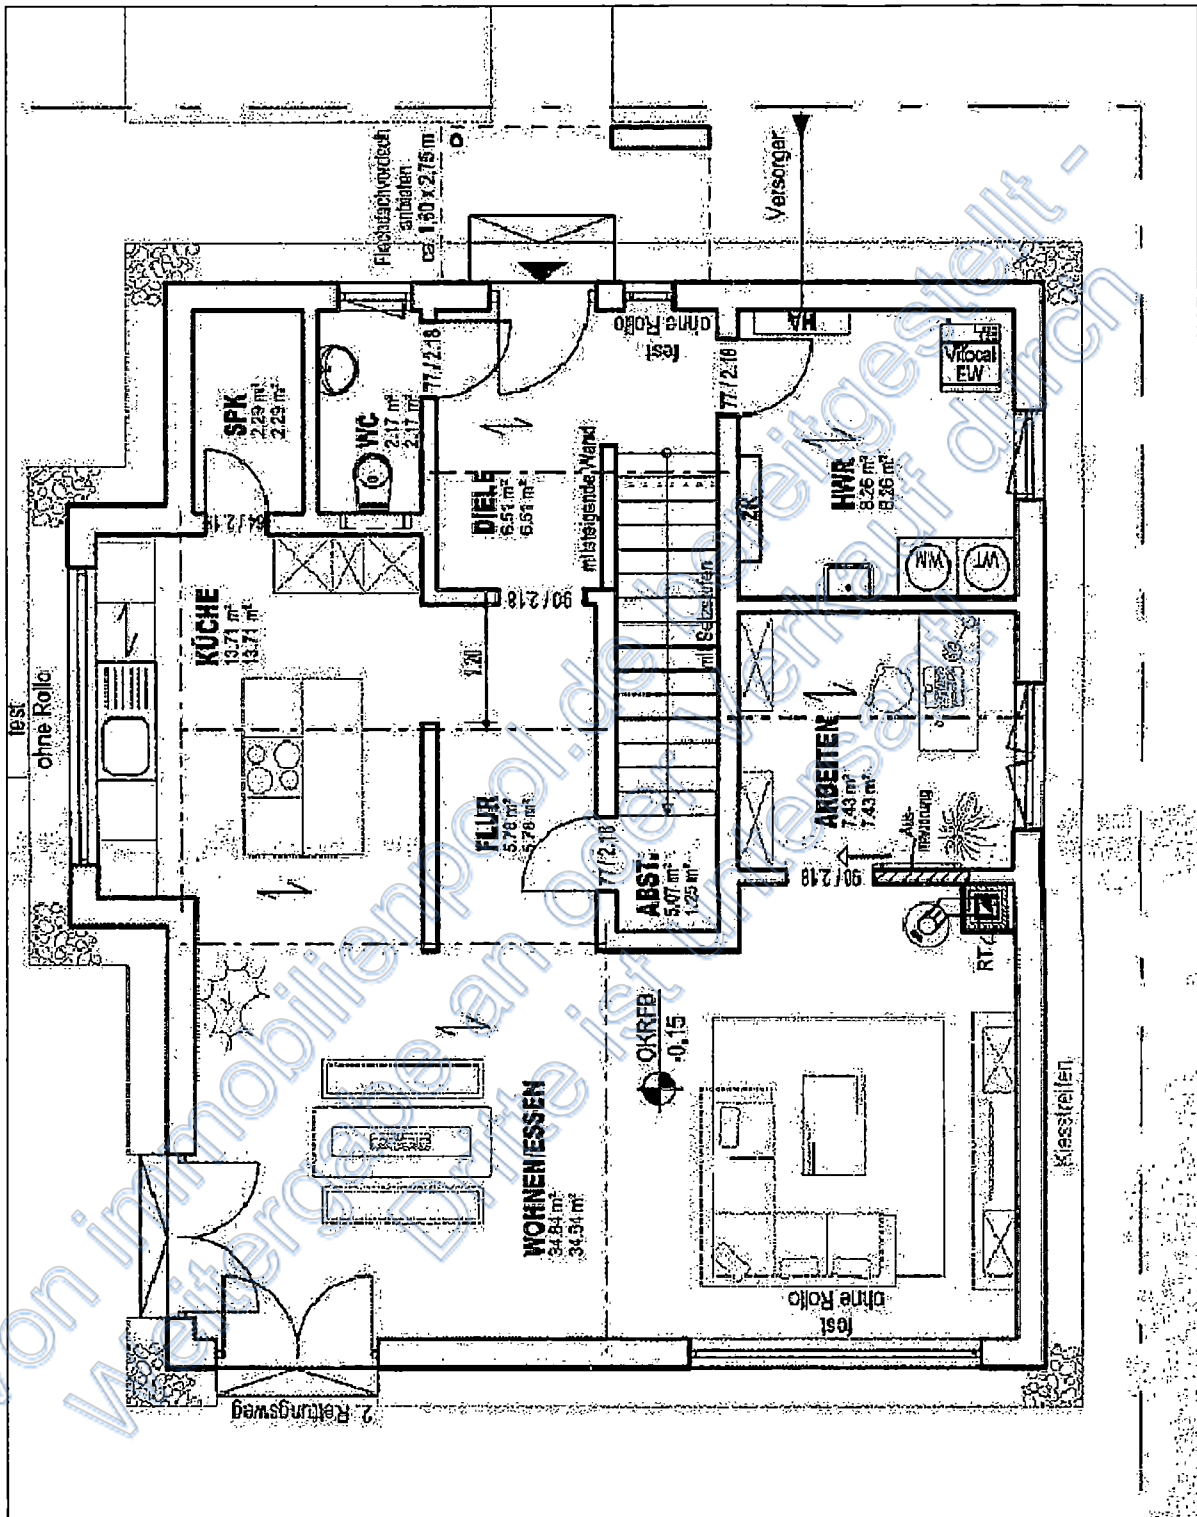 fest
ohne Rollo
Flachdachvordach
anbieten
ca. 1,60 x 2,75 m
Versorger
SPK
2.29 m²
2.29 m²
WC
2.17 m²
2.17 m²
77 / 2.18
KÜCHE
13.71 m²
13.71 m²
DIELE
6.51 m²
6.51 m²
mitsteigende Wand
fest
ohne Rollo
77 / 2.18
HA
Vitocal
EW
HWR
8.26 m²
8.26 m²
ZR
WM
WT
90 / 2.18
1.20
mit Setzstufen
FLUR
5.78 m²
5.78 m²
77 / 2.18
ABST.
5.07 m²
1.25 m²
ARBEITEN
7.43 m²
7.43 m²
90 / 2.18
RT
OKRFB
-0.15
WOHNEN/ESSEN
34.84 m²
34.54 m²
fest
ohne Rollo
2. Rettungsweg
Kiesstreifen
von immobilienpool.de bereitgestellt -
Weitergabe an oder Verkauf durch
Dritte ist untersagt!